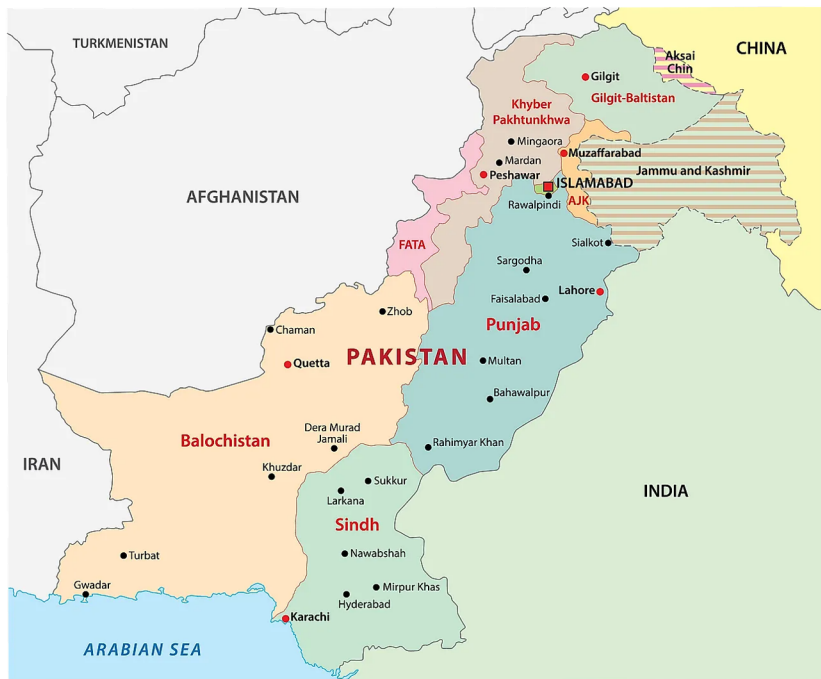 TURKMENISTAN
CHINA
Aksai
Chin
Gilgit
Gilgit-Baltistan
Khyber
Pakhtunkhwa
Mingaora
Muzaffarabad
Mardan
Jammu and Kashmir
Peshawar
ISLAMABAD
AFGHANISTAN
AJK
Rawalpindi
FATA
Sialkot
Sargodha
Lahore
Faisalabad
Zhob
Chaman
Punjab
PAKISTAN
Quetta
Multan
Bahawalpur
Dera Murad
Jamali
Balochistan
Rahimyar Khan
IRAN
Khuzdar
Sukkur
Larkana
INDIA
Sindh
Turbat
Nawabshah
Gwadar
Mirpur Khas
Hyderabad
Karachi
ARABIAN SEA